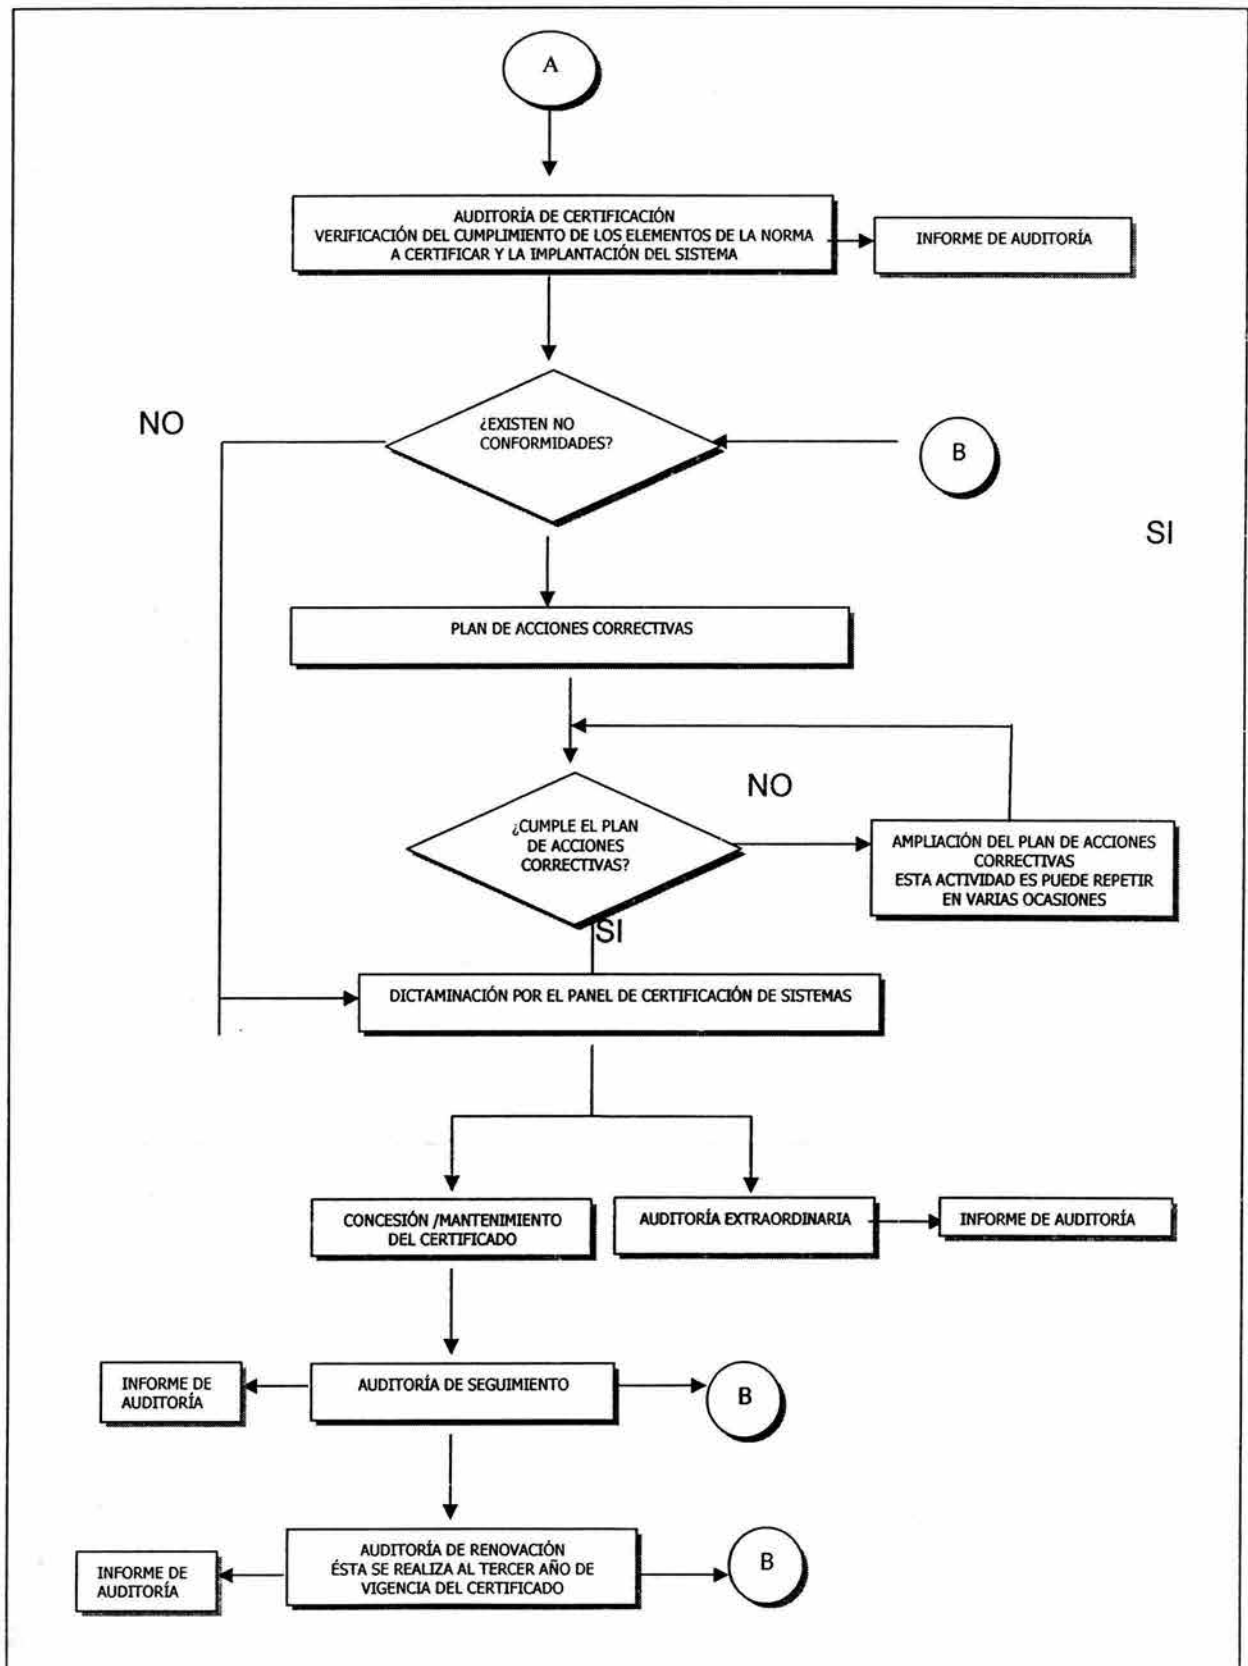 A
AUDITORÍA DE CERTIFICACIÓN
VERIFICACIÓN DEL CUMPLIMIENTO DE LOS ELEMENTOS DE LA NORMA
A CERTIFICAR Y LA IMPLANTACIÓN DEL SISTEMA
INFORME DE AUDITORÍA
NO
¿EXISTEN NO
CONFORMIDADES?
B
SI
PLAN DE ACCIONES CORRECTIVAS
NO
¿CUMPLE EL PLAN
DE ACCIONES
CORRECTIVAS?
AMPLIACIÓN DEL PLAN DE ACCIONES
CORRECTIVAS
ESTA ACTIVIDAD ES PUEDE REPETIR
EN VARIAS OCASIONES
SI
DICTAMINACIÓN POR EL PANEL DE CERTIFICACIÓN DE SISTEMAS
CONCESIÓN /MANTENIMIENTO
DEL CERTIFICADO
AUDITORÍA EXTRAORDINARIA
INFORME DE AUDITORÍA
INFORME DE
AUDITORÍA
AUDITORÍA DE SEGUIMIENTO
B
INFORME DE
AUDITORÍA
AUDITORÍA DE RENOVACIÓN
ÉSTA SE REALIZA AL TERCER AÑO DE
VIGENCIA DEL CERTIFICADO
B